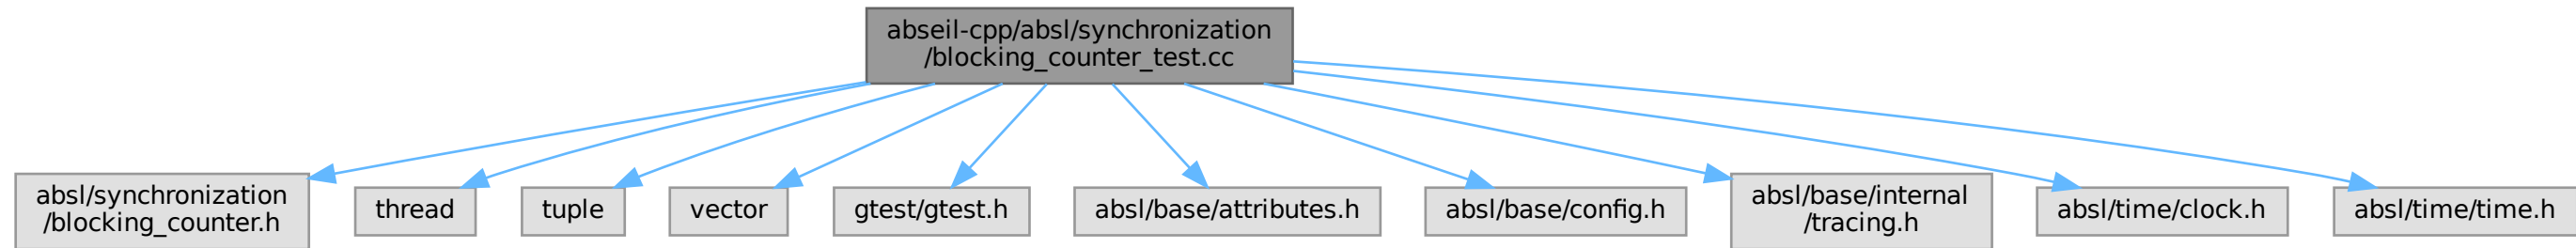 abseil-cpp/absl/synchronization
/blocking_counter_test.cc
absl/synchronization
/blocking_counter.h
thread
tuple
vector
gtest/gtest.h
absl/base/attributes.h
absl/base/config.h
absl/base/internal
/tracing.h
absl/time/clock.h
absl/time/time.h